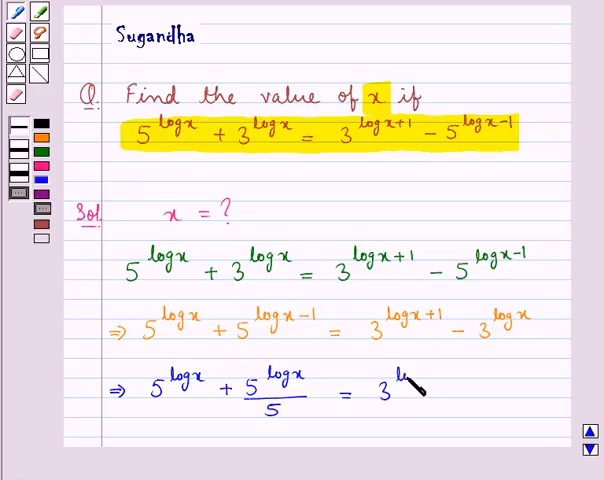 Sugandha
Q. Find the value of x if
5^{log x} + 3^{log x} = 3^{log x+1} - 5^{log x-1}
Sol. x = ?
5^{log x} + 3^{log x} = 3^{log x+1} - 5^{log x-1}
⇒ 5^{log x} + 5^{log x-1} = 3^{log x+1} - 3^{log x}
⇒ 5^{log x} + 5^{log x}/5 = 3^{lo